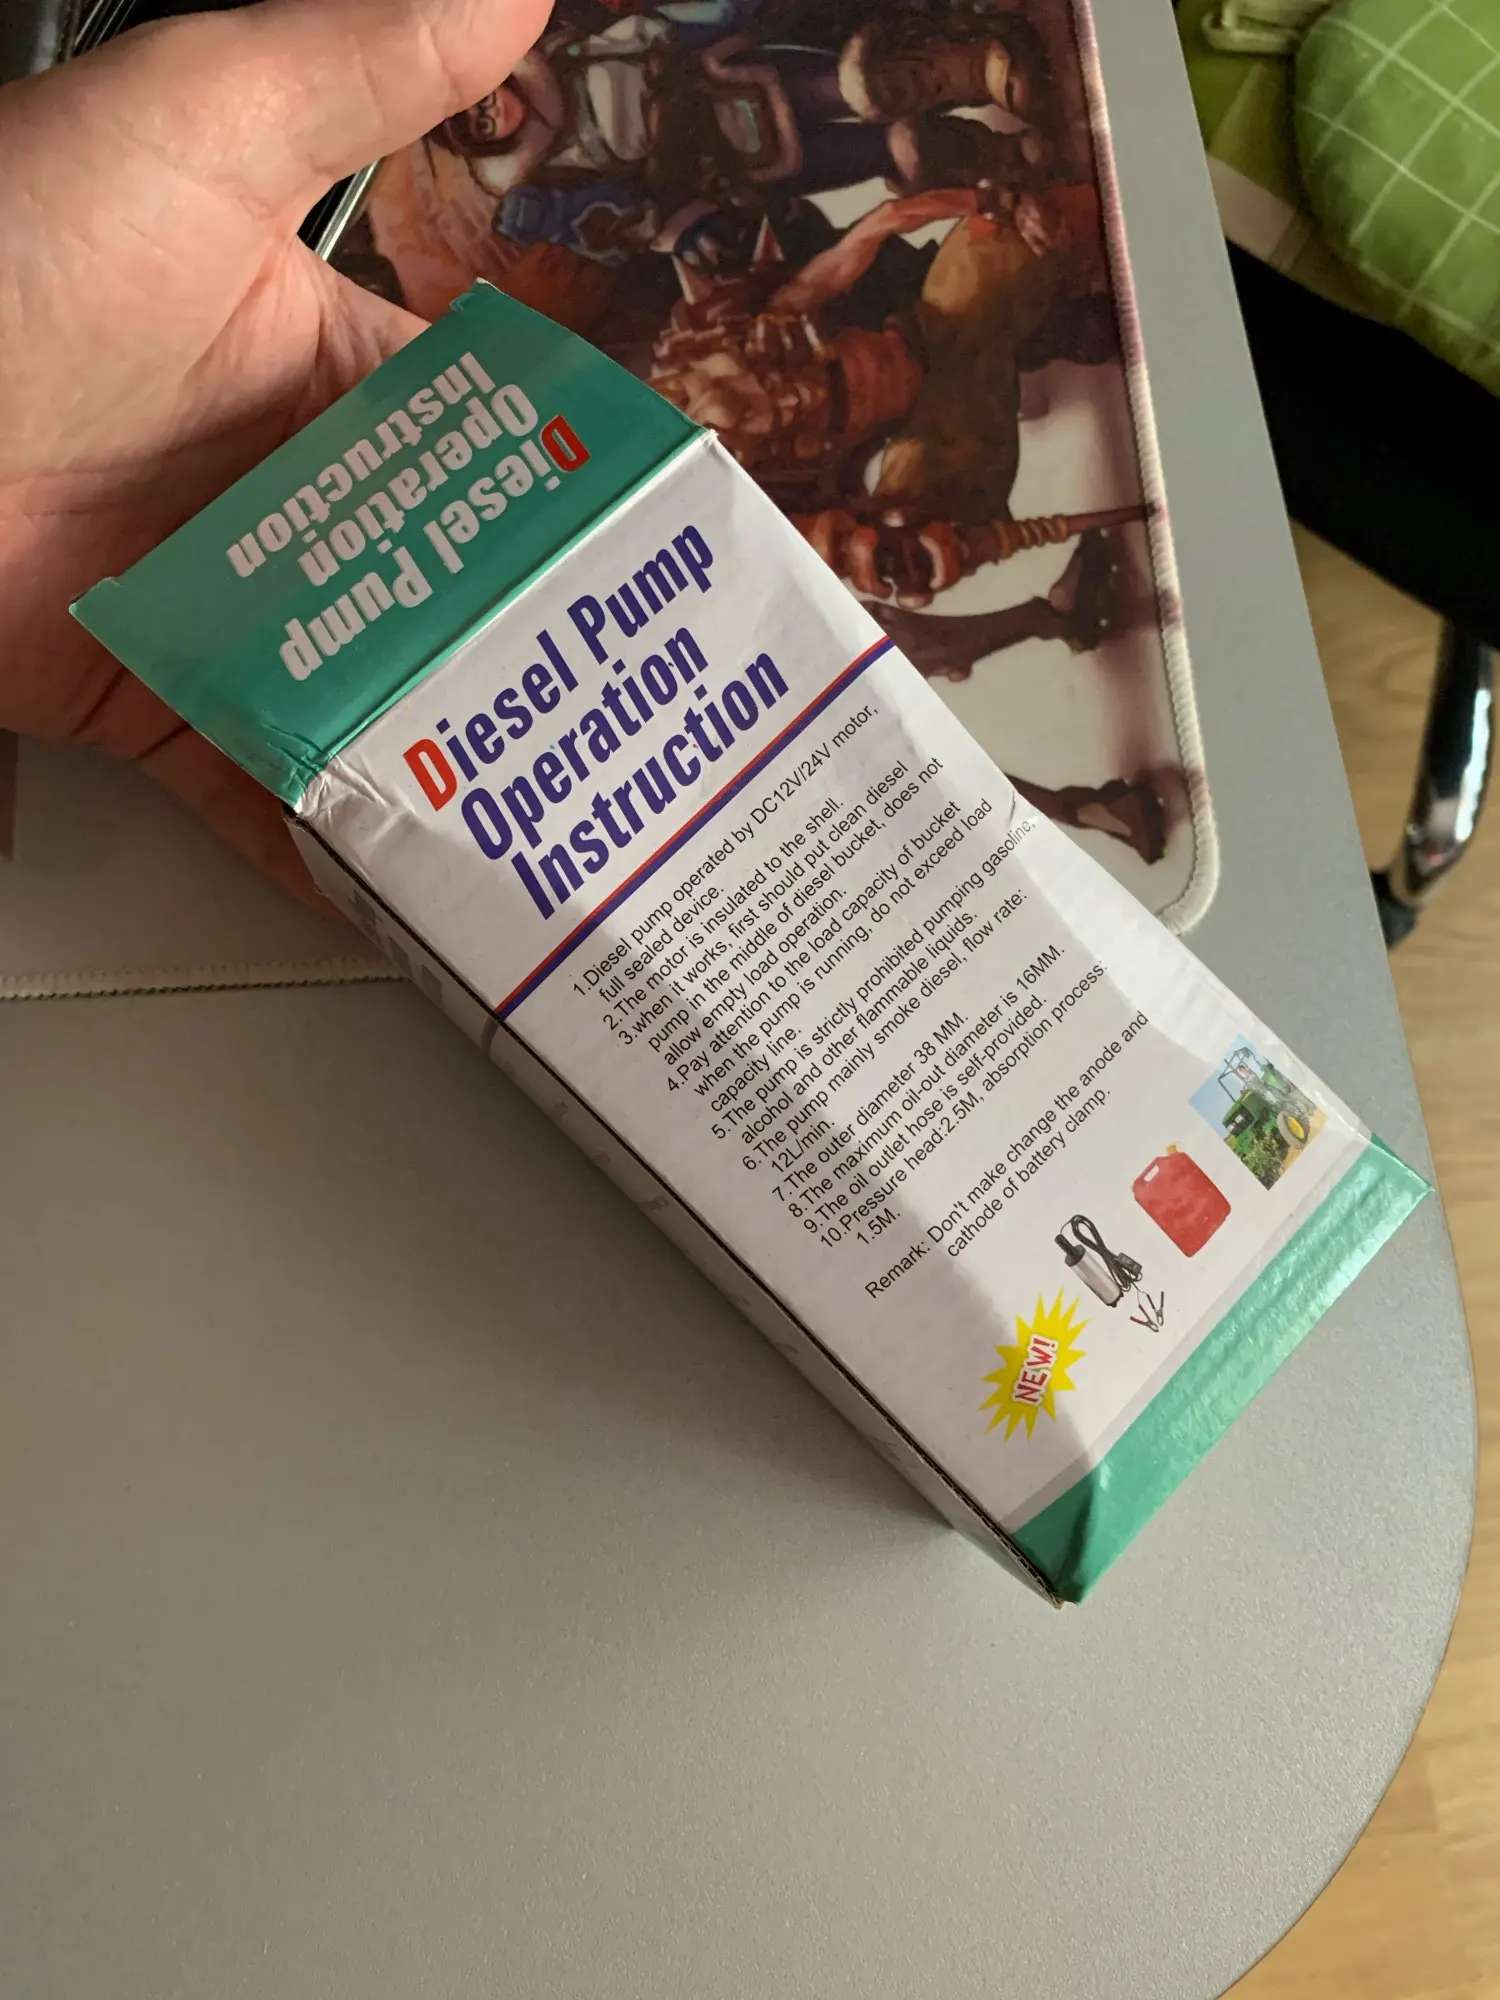 Diesel Pump
Operation
Instruction
Diesel Pump
Operation
Instruction
1.Diesel pump operated by DC12V/24V motor,
full sealed device.
2.The motor is insulated to the shell.
3.when it works, first should put clean diesel
pump in the middle of diesel bucket, does not
allow empty load operation.
4.Pay attention to the load capacity of bucket
when the pump is running, do not exceed load
capacity line.
5.The pump is strictly prohibited pumping gasoline,
alcohol and other flammable liquids.
6.The pump mainly smoke diesel, flow rate:
12L/min.
7.The outer diameter 38 MM.
8.The maximum oil-out diameter is 16MM.
9.The oil outlet hose is self-provided.
10.Pressure head:2.5M, absorption process:
1.5M.
Remark: Don't make change the anode and
cathode of battery clamp.
NEW!